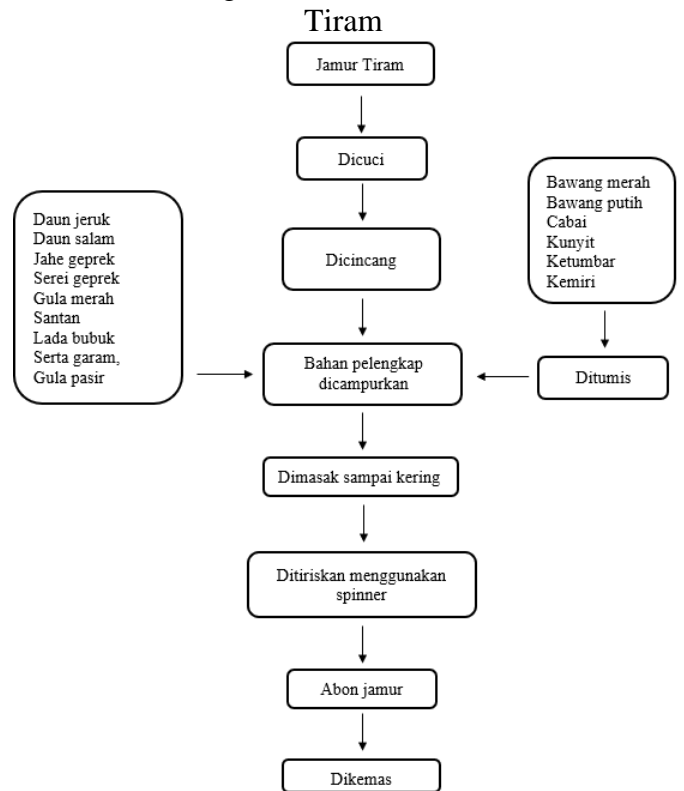 Tiram
Jamur Tiram
Dicuci
Dicincang
Daun jeruk
Daun salam
Jahe geprek
Serei geprek
Gula merah
Santan
Lada bubuk
Serta garam,
Gula pasir
Bawang merah
Bawang putih
Cabai
Kunyit
Ketumbar
Kemiri
Ditumis
Bahan pelengkap
dicampurkan
Dimasak sampai kering
Ditiriskan menggunakan
spinner
Abon jamur
Dikemas